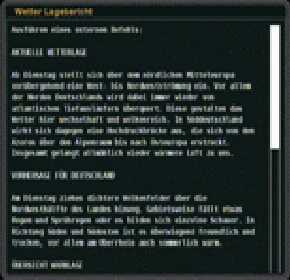 Wetter Lagebericht
Ausführen eines externen Befehls:
AKTUELLE WETTERLAGE
Ab Dienstag stellt sich über dem nördlichen Mitteleuropa
vorübergehend eine West- bis Nordwestströmung ein. Vor allem
der Norden Deutschlands wird dabei immer wieder von
atlantischen Tiefausläufern überquert. Diese gestalten das
Wetter hier wechselhaft und wolkenreich. In Süddeutschland
wirkt sich dagegen eine Hochdruckbrücke aus, die sich von den
Azoren über den Alpenraum bis nach Osteuropa erstreckt.
Insgesamt gelangt allmählich wieder wärmere Luft zu uns.
VORHERSAGE FÜR DEUTSCHLAND
Am Dienstag ziehen dichtere Wolkenfelder über die
Nordosthälfte des Landes hinweg. Gebietsweise fällt etwas
Regen und Sprühregen oder es bilden sich einzelne Schauer. In
Richtung Süden und Südwesten ist es überwiegend freundlich und
trocken, vor allem am Oberrhein auch sommerlich warm.
ÜBERSICHT WARNLAGE